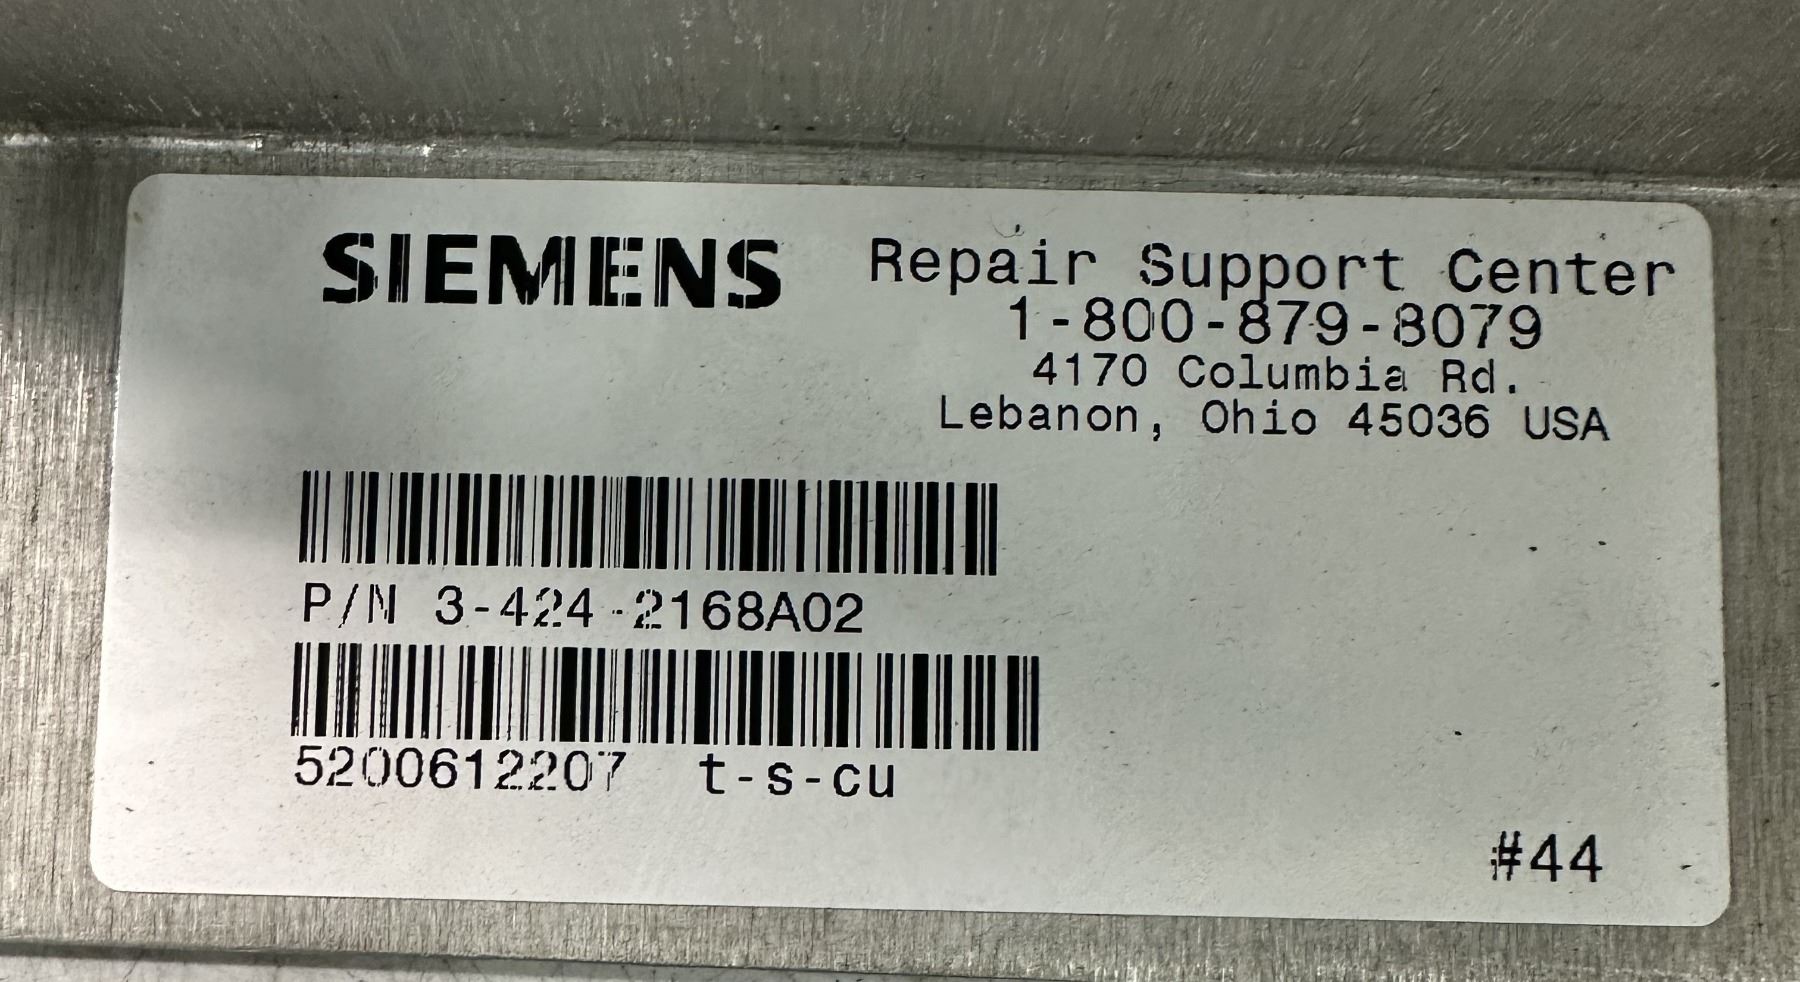 SIEMENS
Repair Support Center
1-800-879-8079
4170 Columbia Rd.
Lebanon, Ohio 45036 USA
P/N 3-424-2168A02
5200612207 t-s-cu
#44